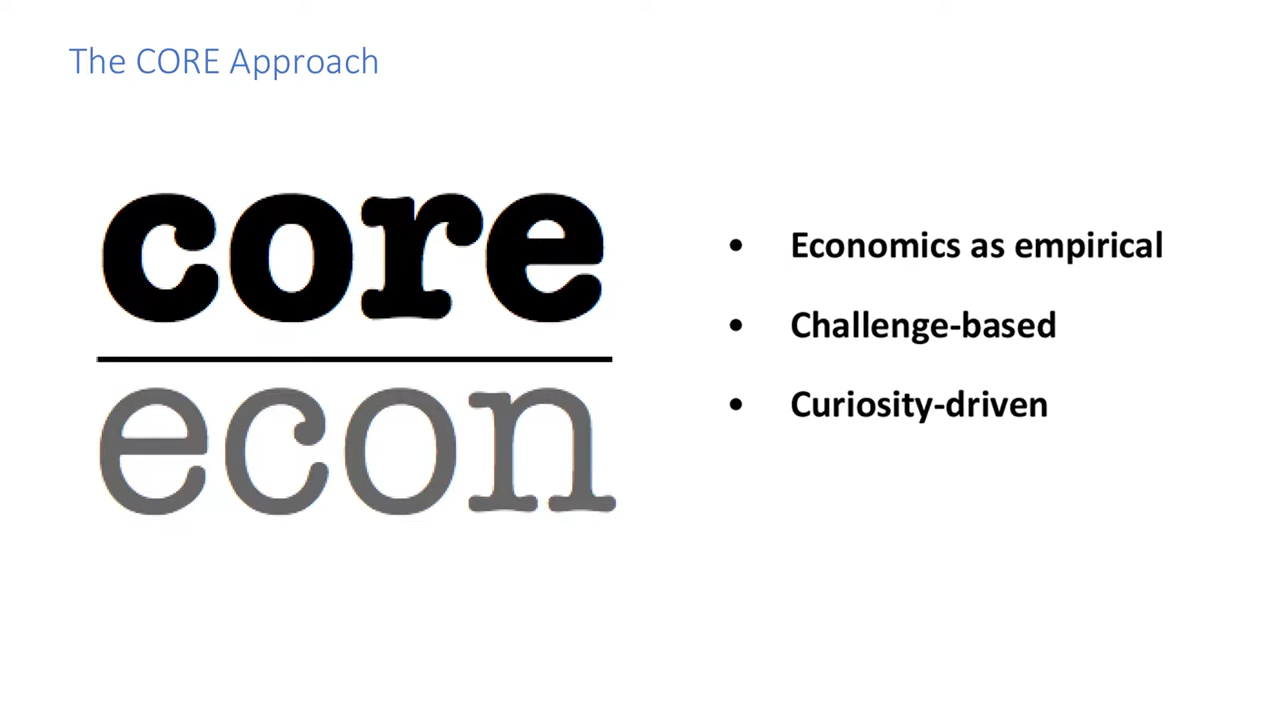 The CORE Approach
core
econ
• Economics as empirical
• Challenge-based
• Curiosity-driven